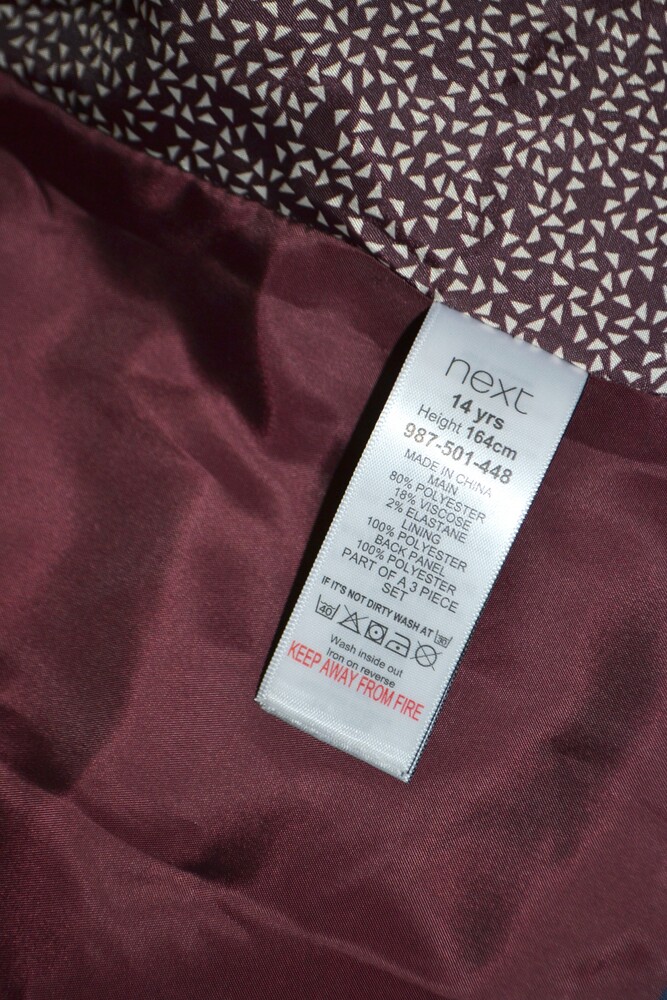 next
14 yrs
Height 164cm
987-501-448
MADE IN CHINA
MAIN
80% POLYESTER
18% VISCOSE
2% ELASTANE
LINING
100% POLYESTER
BACK PANEL
100% POLYESTER
PART OF A 3 PIECE
SET
IF IT'S NOT DIRTY WASH AT 30
40
Wash inside out
Iron on reverse
KEEP AWAY FROM FIRE